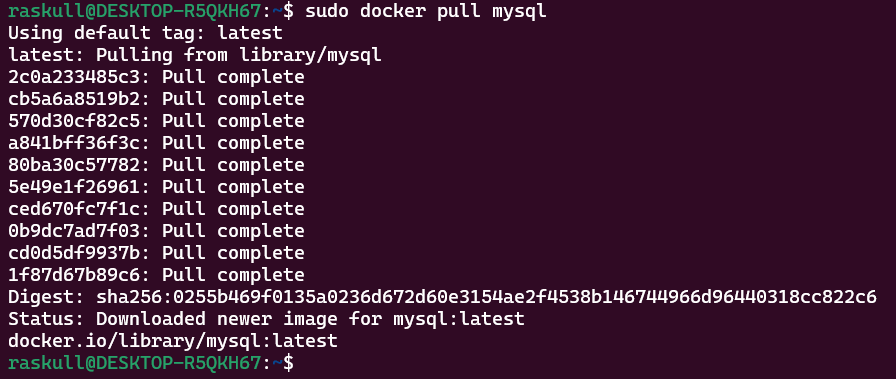 raskull@DESKTOP-R5QKH67:~$ sudo docker pull mysql
Using default tag: latest
latest: Pulling from library/mysql
2c0a233485c3: Pull complete
cb5a6a8519b2: Pull complete
570d30cf82c5: Pull complete
a841bff36f3c: Pull complete
80ba30c57782: Pull complete
5e49e1f26961: Pull complete
ced670fc7f1c: Pull complete
0b9dc7ad7f03: Pull complete
cd0d5df9937b: Pull complete
1f87d67b89c6: Pull complete
Digest: sha256:0255b469f0135a0236d672d60e3154ae2f4538b146744966d96440318cc822c6
Status: Downloaded newer image for mysql:latest
docker.io/library/mysql:latest
raskull@DESKTOP-R5QKH67:~$